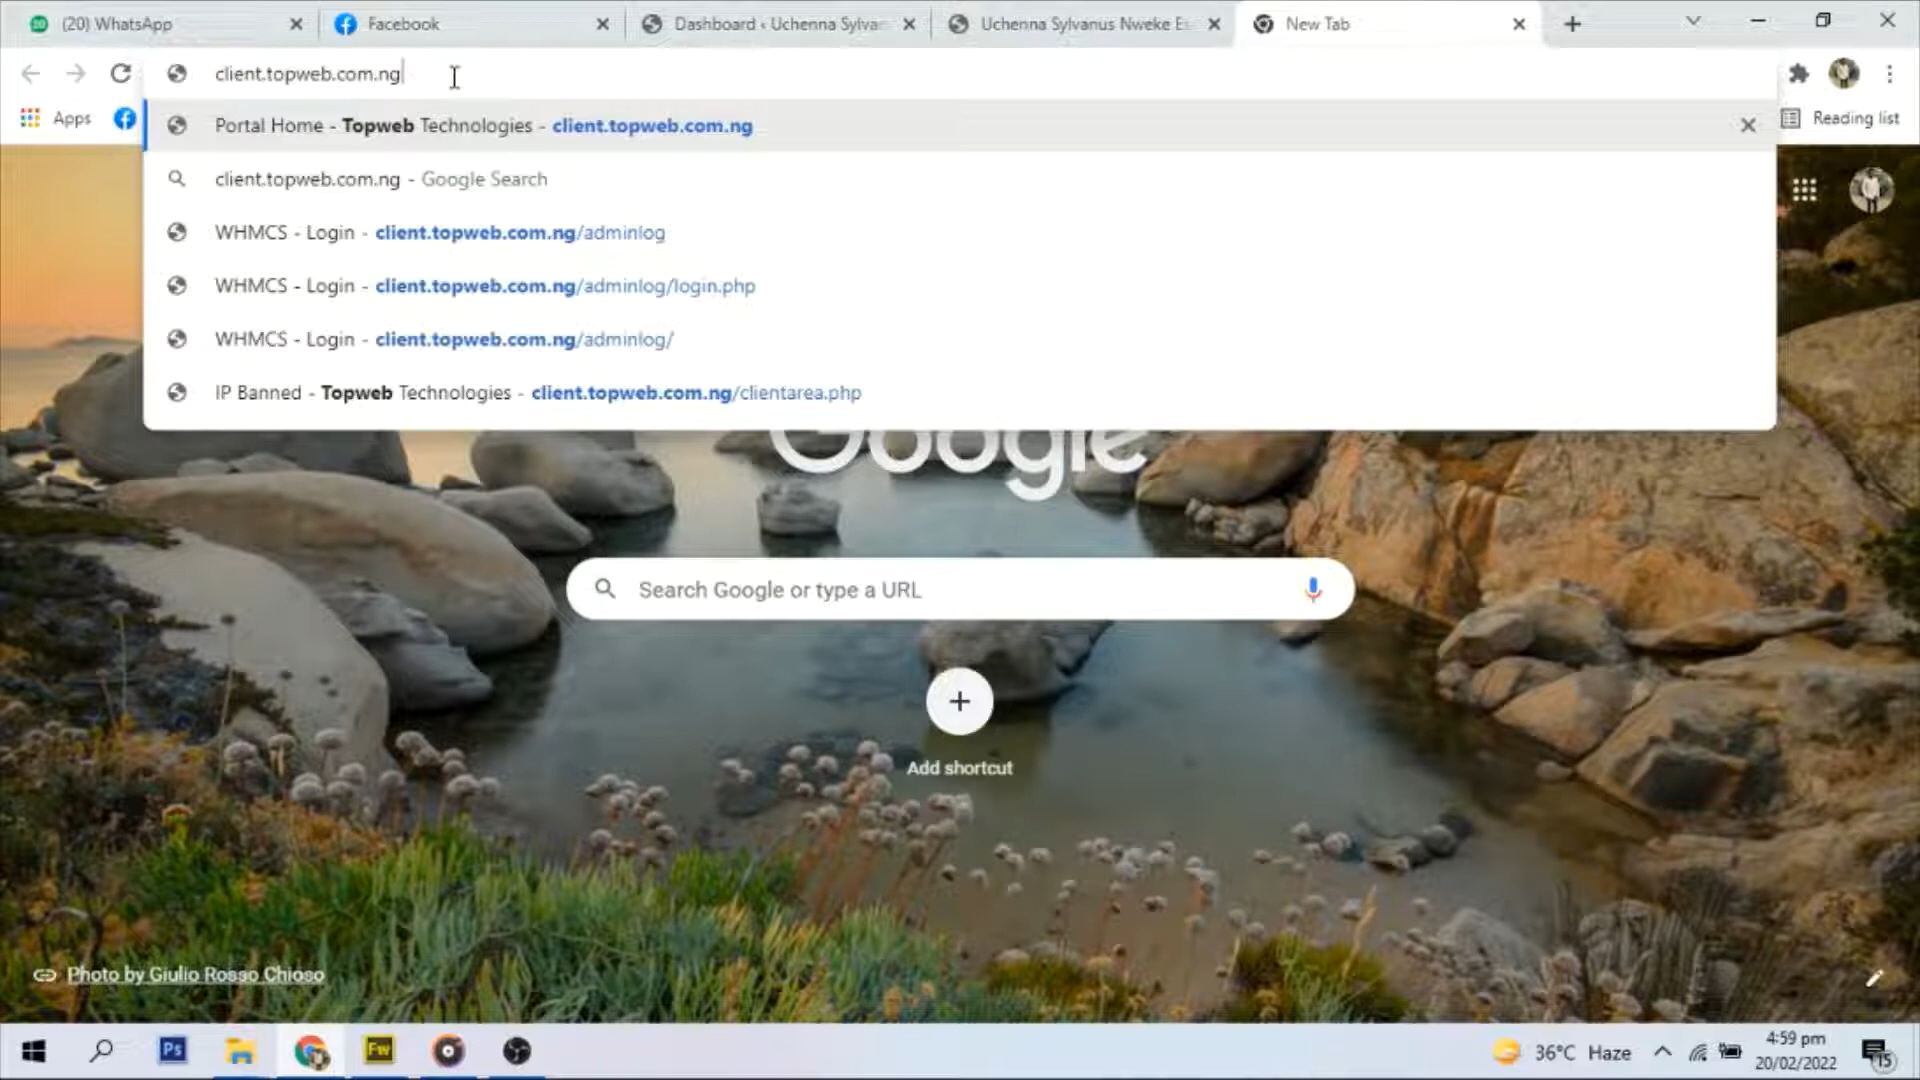 (20) WhatsApp
Facebook
Dashboard ‹ Uchenna Sylva
Uchenna Sylvanus Nweke E
New Tab
client.topweb.com.ng
Apps
Portal Home - Topweb Technologies - client.topweb.com.ng
Reading list
client.topweb.com.ng - Google Search
WHMCS - Login - client.topweb.com.ng/adminlog
WHMCS - Login - client.topweb.com.ng/adminlog/login.php
WHMCS - Login - client.topweb.com.ng/adminlog/
IP Banned - Topweb Technologies - client.topweb.com.ng/clientarea.php
Google
Search Google or type a URL
Add shortcut
Photo by Giulio Rosso Chioso
Ps
Fw
36°C Haze
4:59 pm
20/02/2022
15